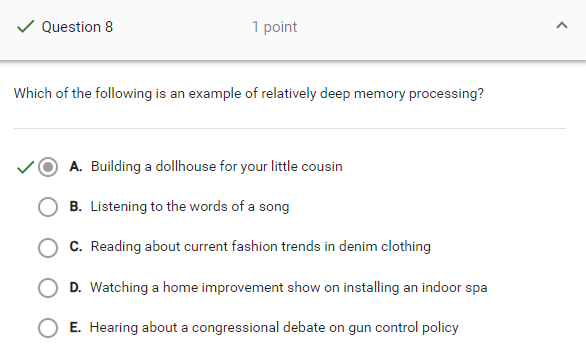 Question 8 1 point
Which of the following is an example of relatively deep memory processing?
A. Building a dollhouse for your little cousin
B. Listening to the words of a song
C. Reading about current fashion trends in denim clothing
D. Watching a home improvement show on installing an indoor spa
E. Hearing about a congressional debate on gun control policy